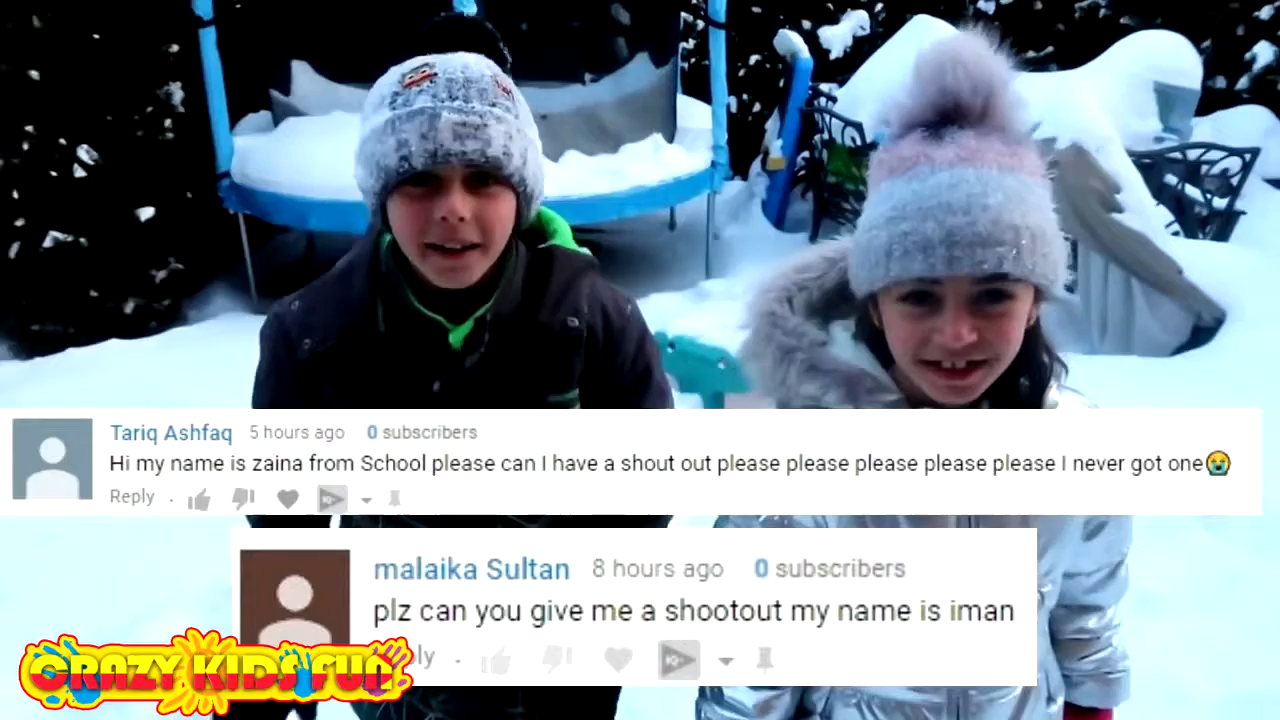 Tariq Ashfaq 5 hours ago 0 subscribers
Hi my name is zaina from School please can I have a shout out please please please please please I never got one😭
Reply
malaika Sultan 8 hours ago 0 subscribers
plz can you give me a shootout my name is iman
ply
CRAZY KIDS FUN